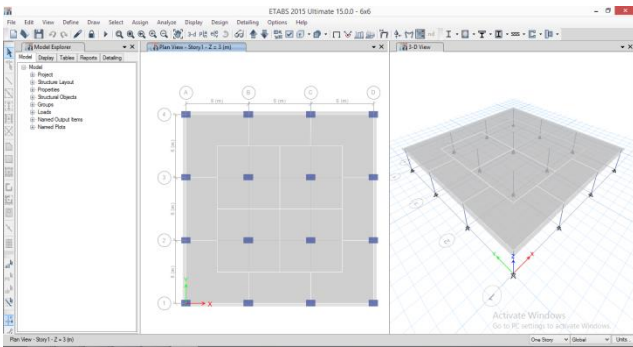 ETABS 2015 Ultimate 15.0.0 - 6x6
File Edit View Define Draw Select Assign Analyze Display Design Detailing Options Help
Model Explorer
Plan View - Story1 - Z = 3 (m)
3-D View
Model Display Tables Reports Detailing
Model
Project
Structure Layout
Properties
Structural Objects
Groups
Loads
Named Output Items
Named Plots
A B C D
6 (m) 6 (m) 6 (m)
4
3
2
1
6 (m)
6 (m)
6 (m)
Y
X
Z
Activate Windows
Go to PC settings to activate Windows.
Plan View - Story1 - Z = 3 (m)
One Story Global Units...